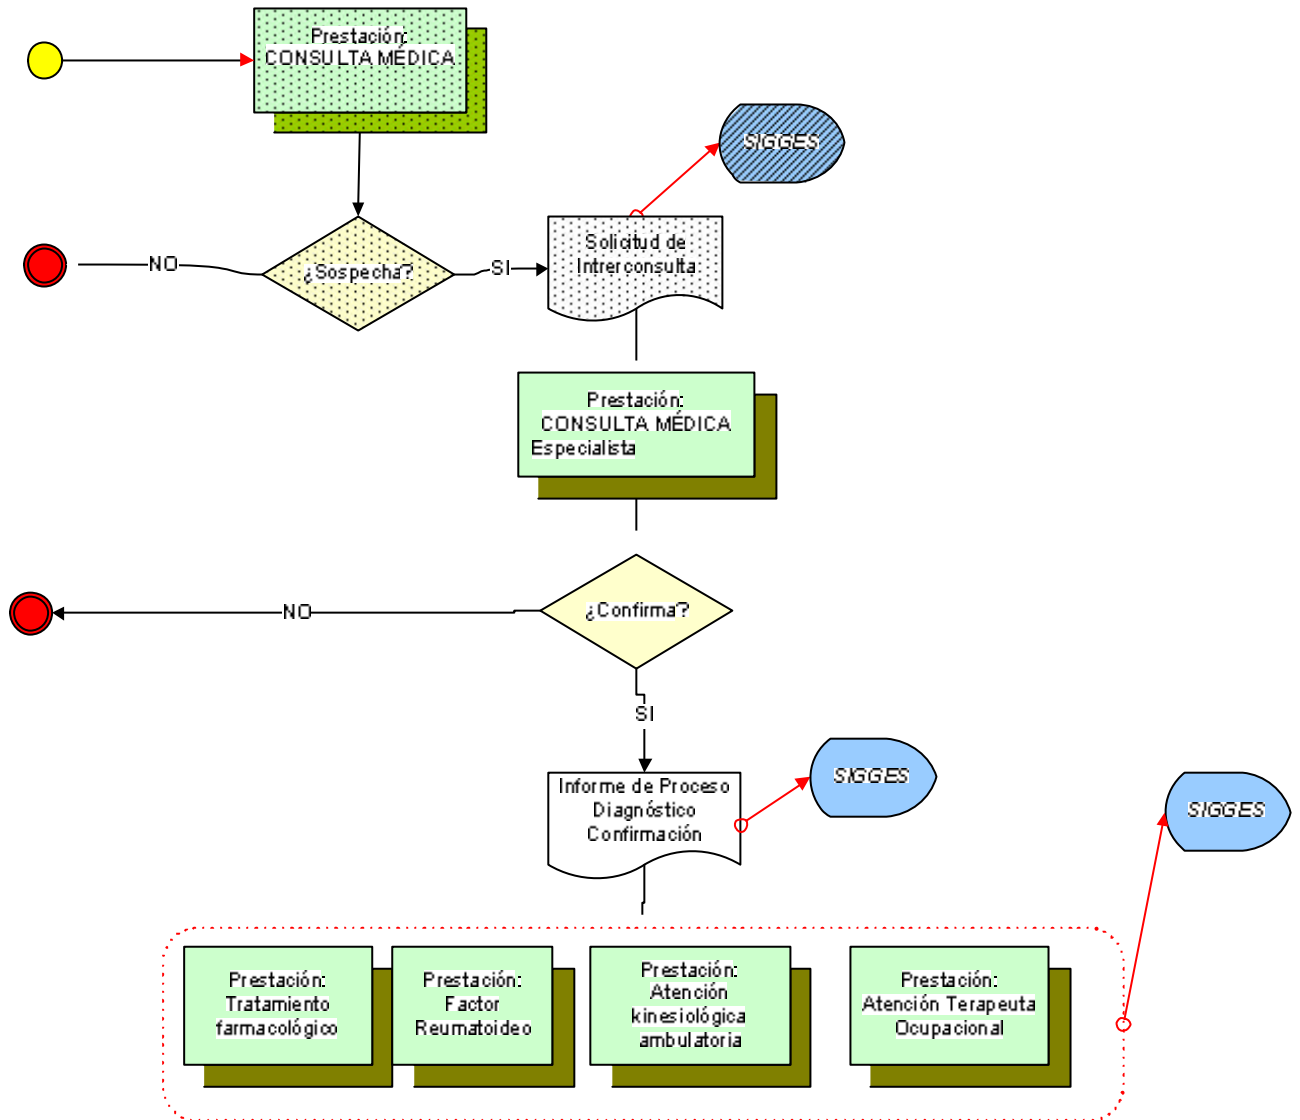 Prestación:
CONSULTA MÉDICA
SIGGES
Solicitud de
Intrerconsulta
NO
¿Sospecha?
SI
Prestación:
CONSULTA MÉDICA
Especialista
¿Confirma?
NO
SI
Informe de Proceso
Diagnóstico
Confirmación
SIGGES
SIGGES
Prestación:
Tratamiento
farmacológico
Prestación:
Factor
Reumatoideo
Prestación:
Atención
kinesiológica
ambulatoria
Prestación:
Atención Terapeuta
Ocupacional